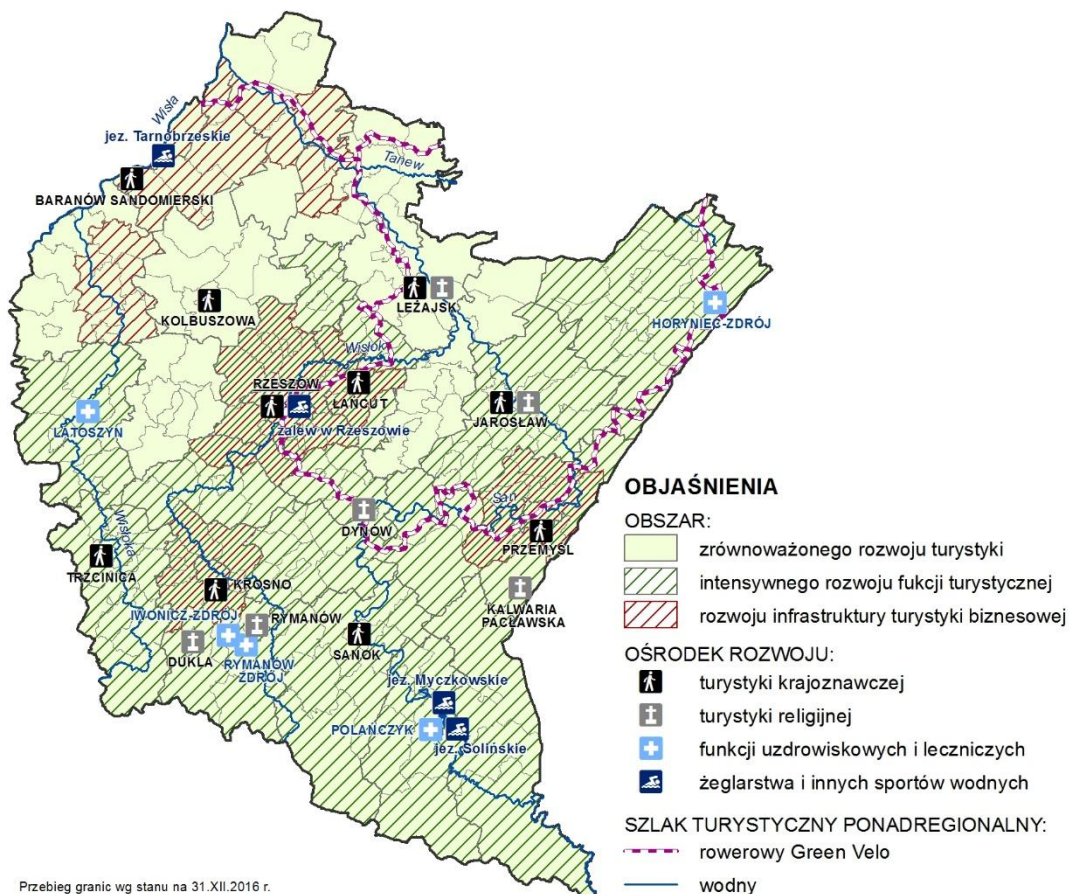 Wisła
jez. Tarnobrzeskie
Tanew
BARANÓW SANDOMIERSKI
KOLBUSZOWA
LEŻAJSK
HORYNIEC-ZDRÓJ
Wisłok
RZESZÓW
ŁAŃCUT
JAROSŁAW
LATOSZYN
zalew w Rzeszowie
San
DYNÓW
PRZEMYŚL
Wisłoka
TRZCINICA
KROSNO
KALWARIA
PACŁAWSKA
IWONICZ-ZDRÓJ
RYMANÓW
DUKLA
RYMANÓW
ZDRÓJ
SANOK
jez. Myczkowskie
POLAŃCZYK
jez. Solińskie
OBJAŚNIENIA
OBSZAR:
zrównoważonego rozwoju turystyki
intensywnego rozwoju fukcji turystycznej
rozwoju infrastruktury turystyki biznesowej
OŚRODEK ROZWOJU:
turystyki krajoznawczej
turystyki religijnej
funkcji uzdrowiskowych i leczniczych
żeglarstwa i innych sportów wodnych
SZLAK TURYSTYCZNY PONADREGIONALNY:
rowerowy Green Velo
wodny
Przebieg granic wg stanu na 31.XII.2016 r.